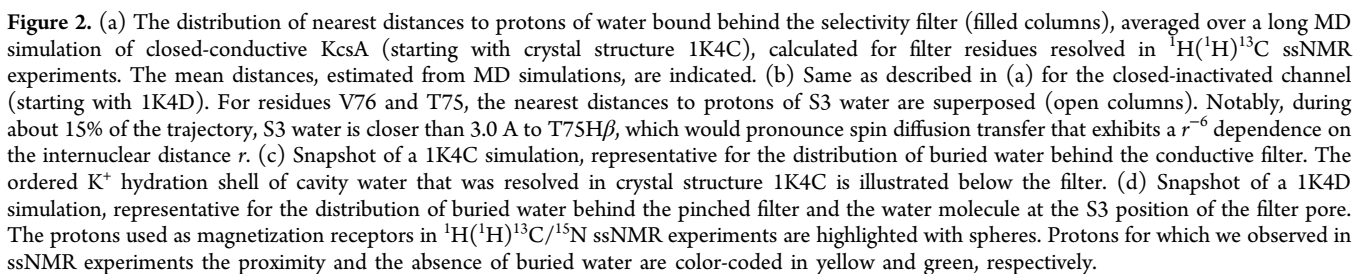 Figure 2. (a) The distribution of nearest distances to protons of water bound behind the selectivity filter (filled columns), averaged over a long MD
simulation of closed-conductive KcsA (starting with crystal structure 1K4C), calculated for filter residues resolved in ¹H(¹H)¹³C ssNMR
experiments. The mean distances, estimated from MD simulations, are indicated. (b) Same as described in (a) for the closed-inactivated channel
(starting with 1K4D). For residues V76 and T75, the nearest distances to protons of S3 water are superposed (open columns). Notably, during
about 15% of the trajectory, S3 water is closer than 3.0 A to T75Hβ, which would pronounce spin diffusion transfer that exhibits a r⁻⁶ dependence on
the internuclear distance r. (c) Snapshot of a 1K4C simulation, representative for the distribution of buried water behind the conductive filter. The
ordered K⁺ hydration shell of cavity water that was resolved in crystal structure 1K4C is illustrated below the filter. (d) Snapshot of a 1K4D
simulation, representative for the distribution of buried water behind the pinched filter and the water molecule at the S3 position of the filter pore.
The protons used as magnetization receptors in ¹H(¹H)¹³C/¹⁵N ssNMR experiments are highlighted with spheres. Protons for which we observed in
ssNMR experiments the proximity and the absence of buried water are color-coded in yellow and green, respectively.